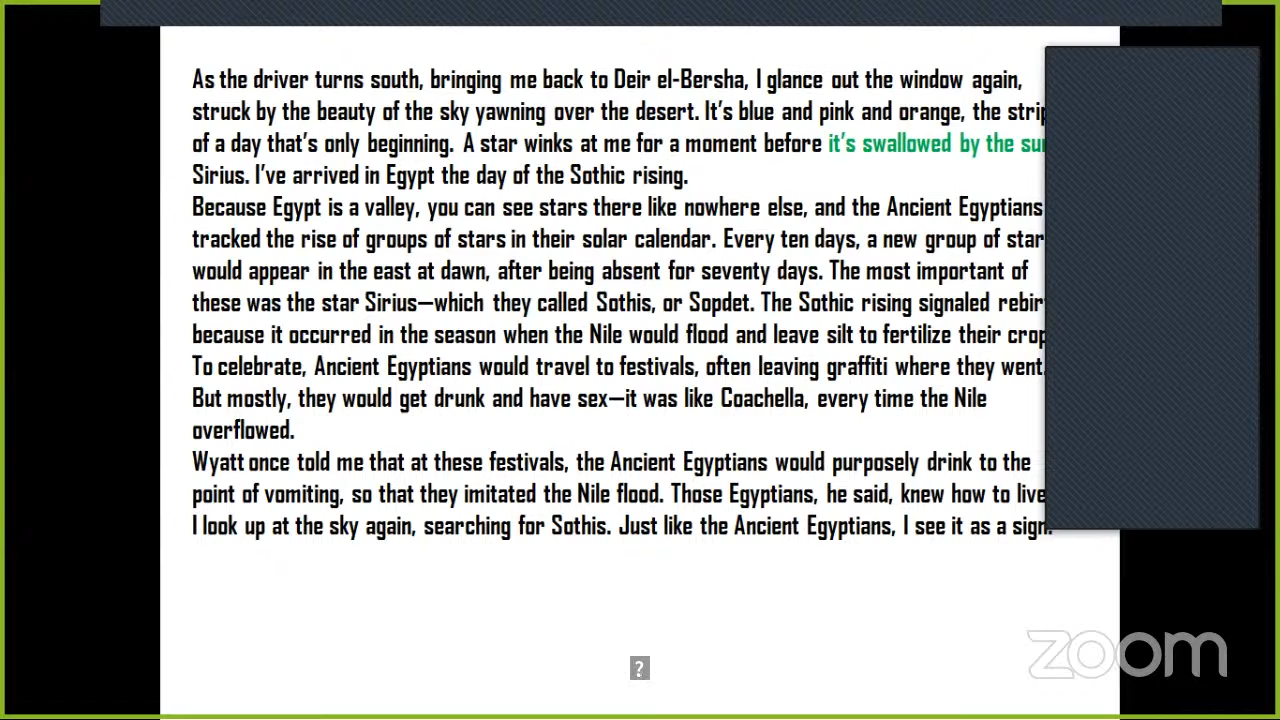 As the driver turns south, bringing me back to Deir el-Bersha, I glance out the window again,
struck by the beauty of the sky yawning over the desert. It's blue and pink and orange, the
of a day that's only beginning. A star winks at me for a moment before it's swallowed by the
Sirius. I've arrived in Egypt the day of the Sothic rising.
Because Egypt is a valley, you can see stars there like nowhere else, and the Ancient Egyptians
tracked the rise of groups of stars in their solar calendar. Every ten days, a new group of
would appear in the east at dawn, after being absent for seventy days. The most important of
these was the star Sirius—which they called Sothis, or Sopdet. The Sothic rising signaled
because it occurred in the season when the Nile would flood and leave silt to fertilize their
To celebrate, Ancient Egyptians would travel to festivals, often leaving graffiti where they went.
But mostly, they would get drunk and have sex—it was like Coachella, every time the Nile
overflowed.
Wyatt once told me that at these festivals, the Ancient Egyptians would purposely drink to the
point of vomiting, so that they imitated the Nile flood. Those Egyptians, he said, knew how to live
I look up at the sky again, searching for Sothis. Just like the Ancient Egyptians, I see it as a sign.
?
zoom